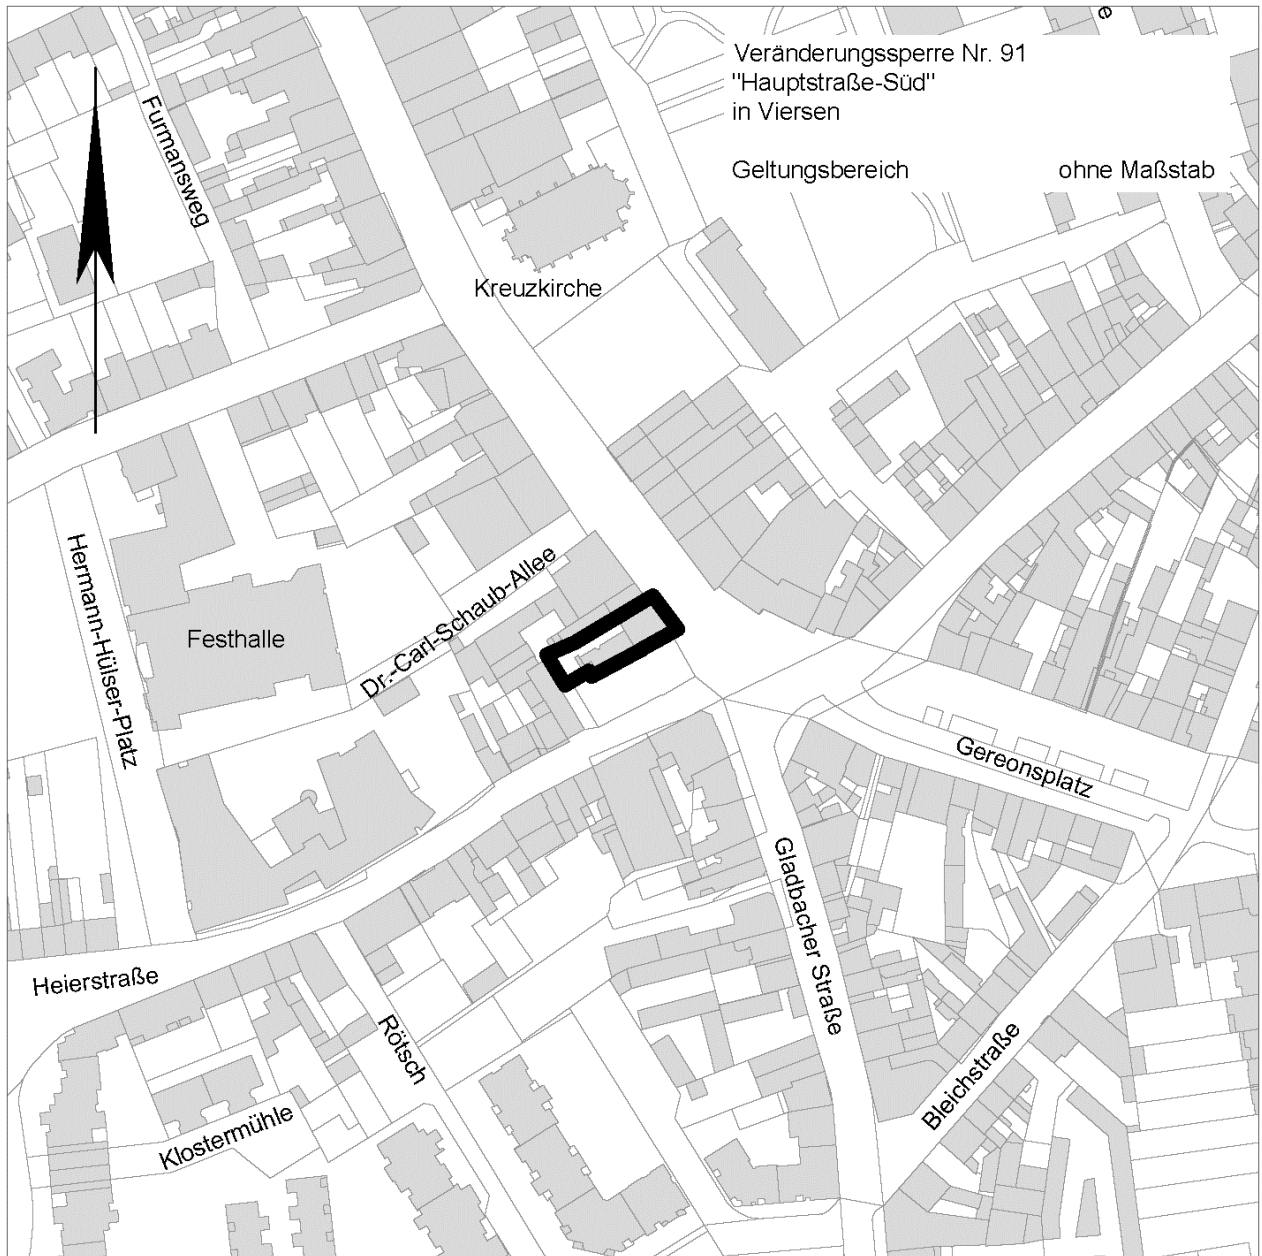 e
Veränderungssperre Nr. 91
"Hauptstraße-Süd"
in Viersen
Geltungsbereich
ohne Maßstab
Furmansweg
Kreuzkirche
Hermann-Hülser-Platz
Festhalle
Dr.-Carl-Schaub-Allee
Gereonsplatz
Gladbacher Straße
Heierstraße
Rötsch
Bleichstraße
Klostermühle